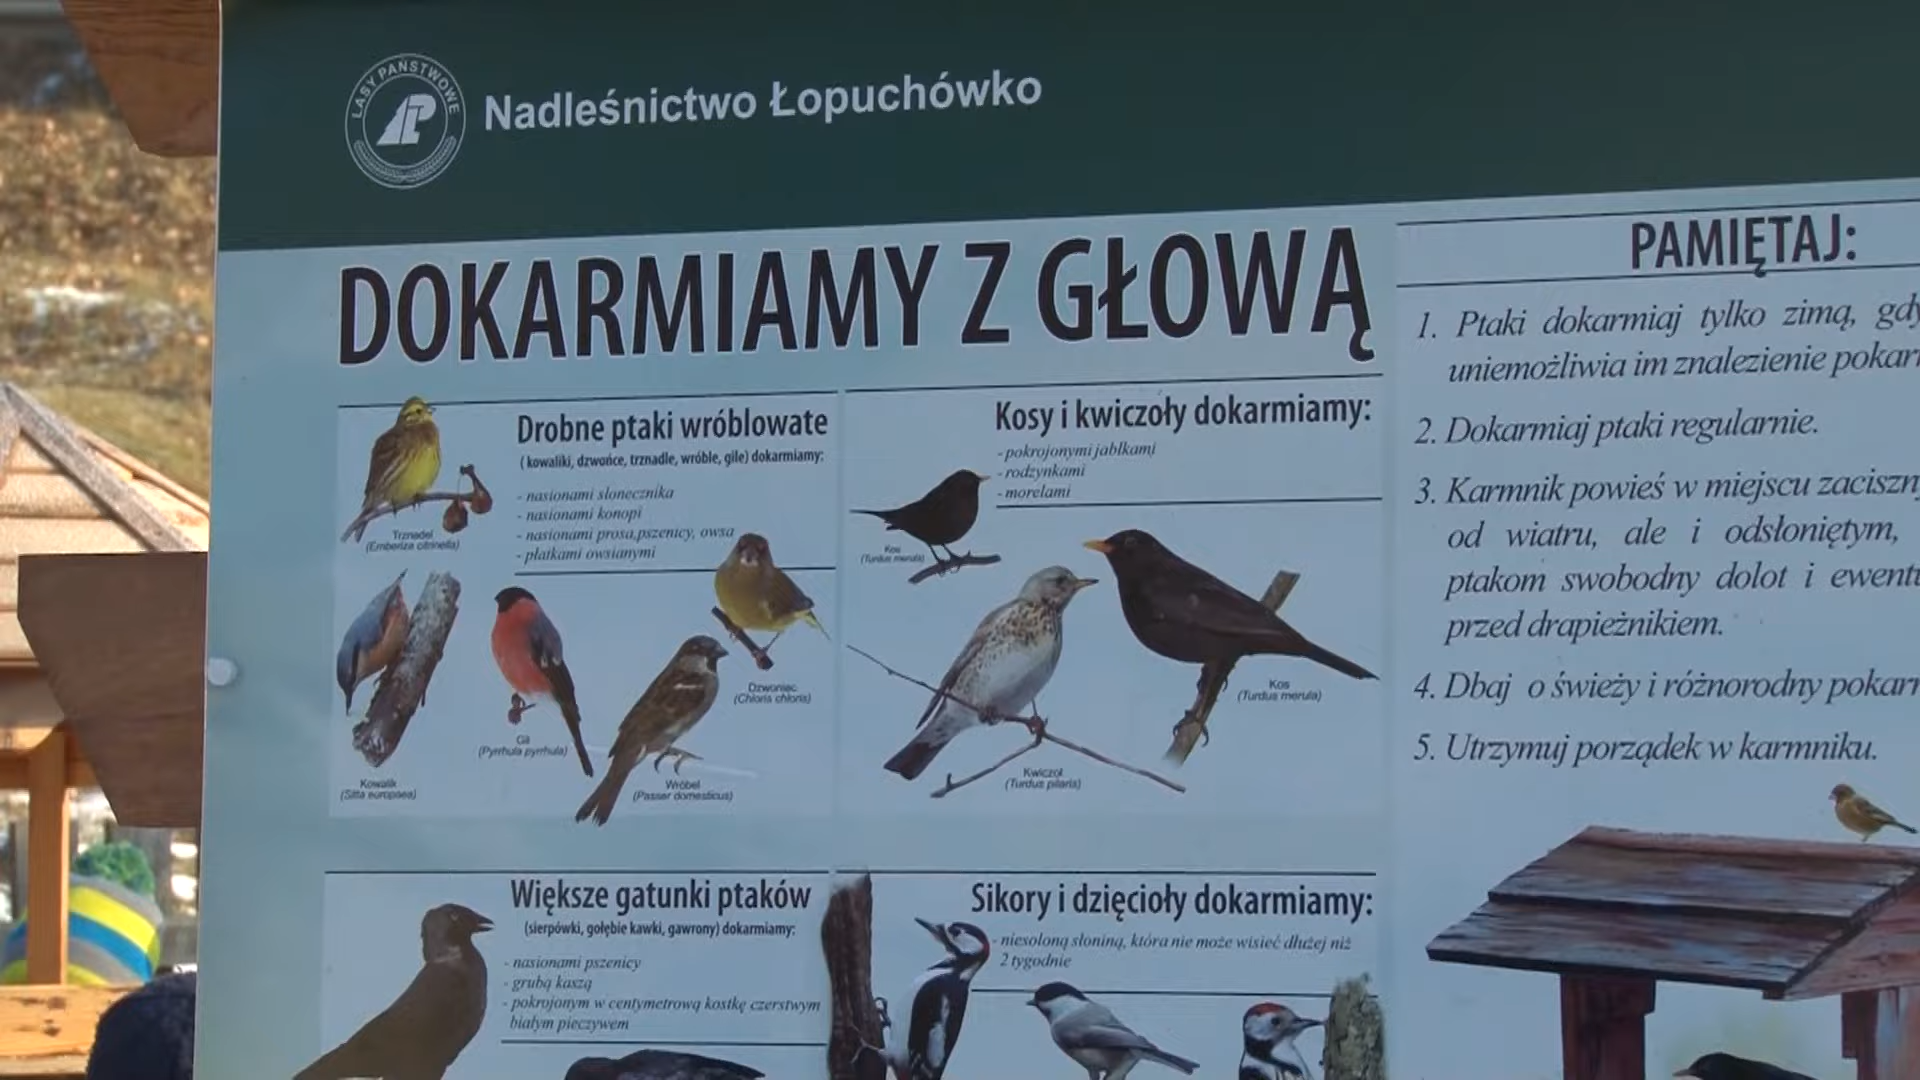 LASY PAŃSTWOWE
Nadleśnictwo Łopuchówko
DOKARMIAMY Z GŁOWĄ
Drobne ptaki wróblowate
( kowaliki, dzwońce, trznadle, wróble, gile) dokarmiamy:
- nasionami słonecznika
- nasionami konopi
- nasionami prosa,pszenicy, owsa
- płatkami owsianymi
Trznadel
(Emberiza citrinella)
Dzwoniec
(Chloris chloris)
Gil
(Pyrrhula pyrrhula)
Kowalik
(Sitta europaea)
Wróbel
(Passer domesticus)
Kosy i kwiczoły dokarmiamy:
- pokrojonymi jabłkami
- rodzynkami
- morelami
Kos
(Turdus merula)
Kos
(Turdus merula)
Kwiczoł
(Turdus pilaris)
Większe gatunki ptaków
(sierpówki, gołębie kawki, gawrony) dokarmiamy:
- nasionami pszenicy
- grubą kaszą
- pokrojonym w centymetrową kostkę czerstwym
białym pieczywem
Sikory i dzięcioły dokarmiamy:
- niesoloną słoniną, która nie może wisieć dłużej niż
2 tygodnie
PAMIĘTAJ:
1. Ptaki dokarmiaj tylko zimą, gdy
uniemożliwia im znalezienie
2. Dokarmiaj ptaki regularnie.
3. Karmnik powieś w miejscu
od wiatru, ale i odsłoniętym,
ptakom swobodny dolot i
przed drapieżnikiem.
4. Dbaj o świeży i różnorodny
5. Utrzymuj porządek w karmniku.